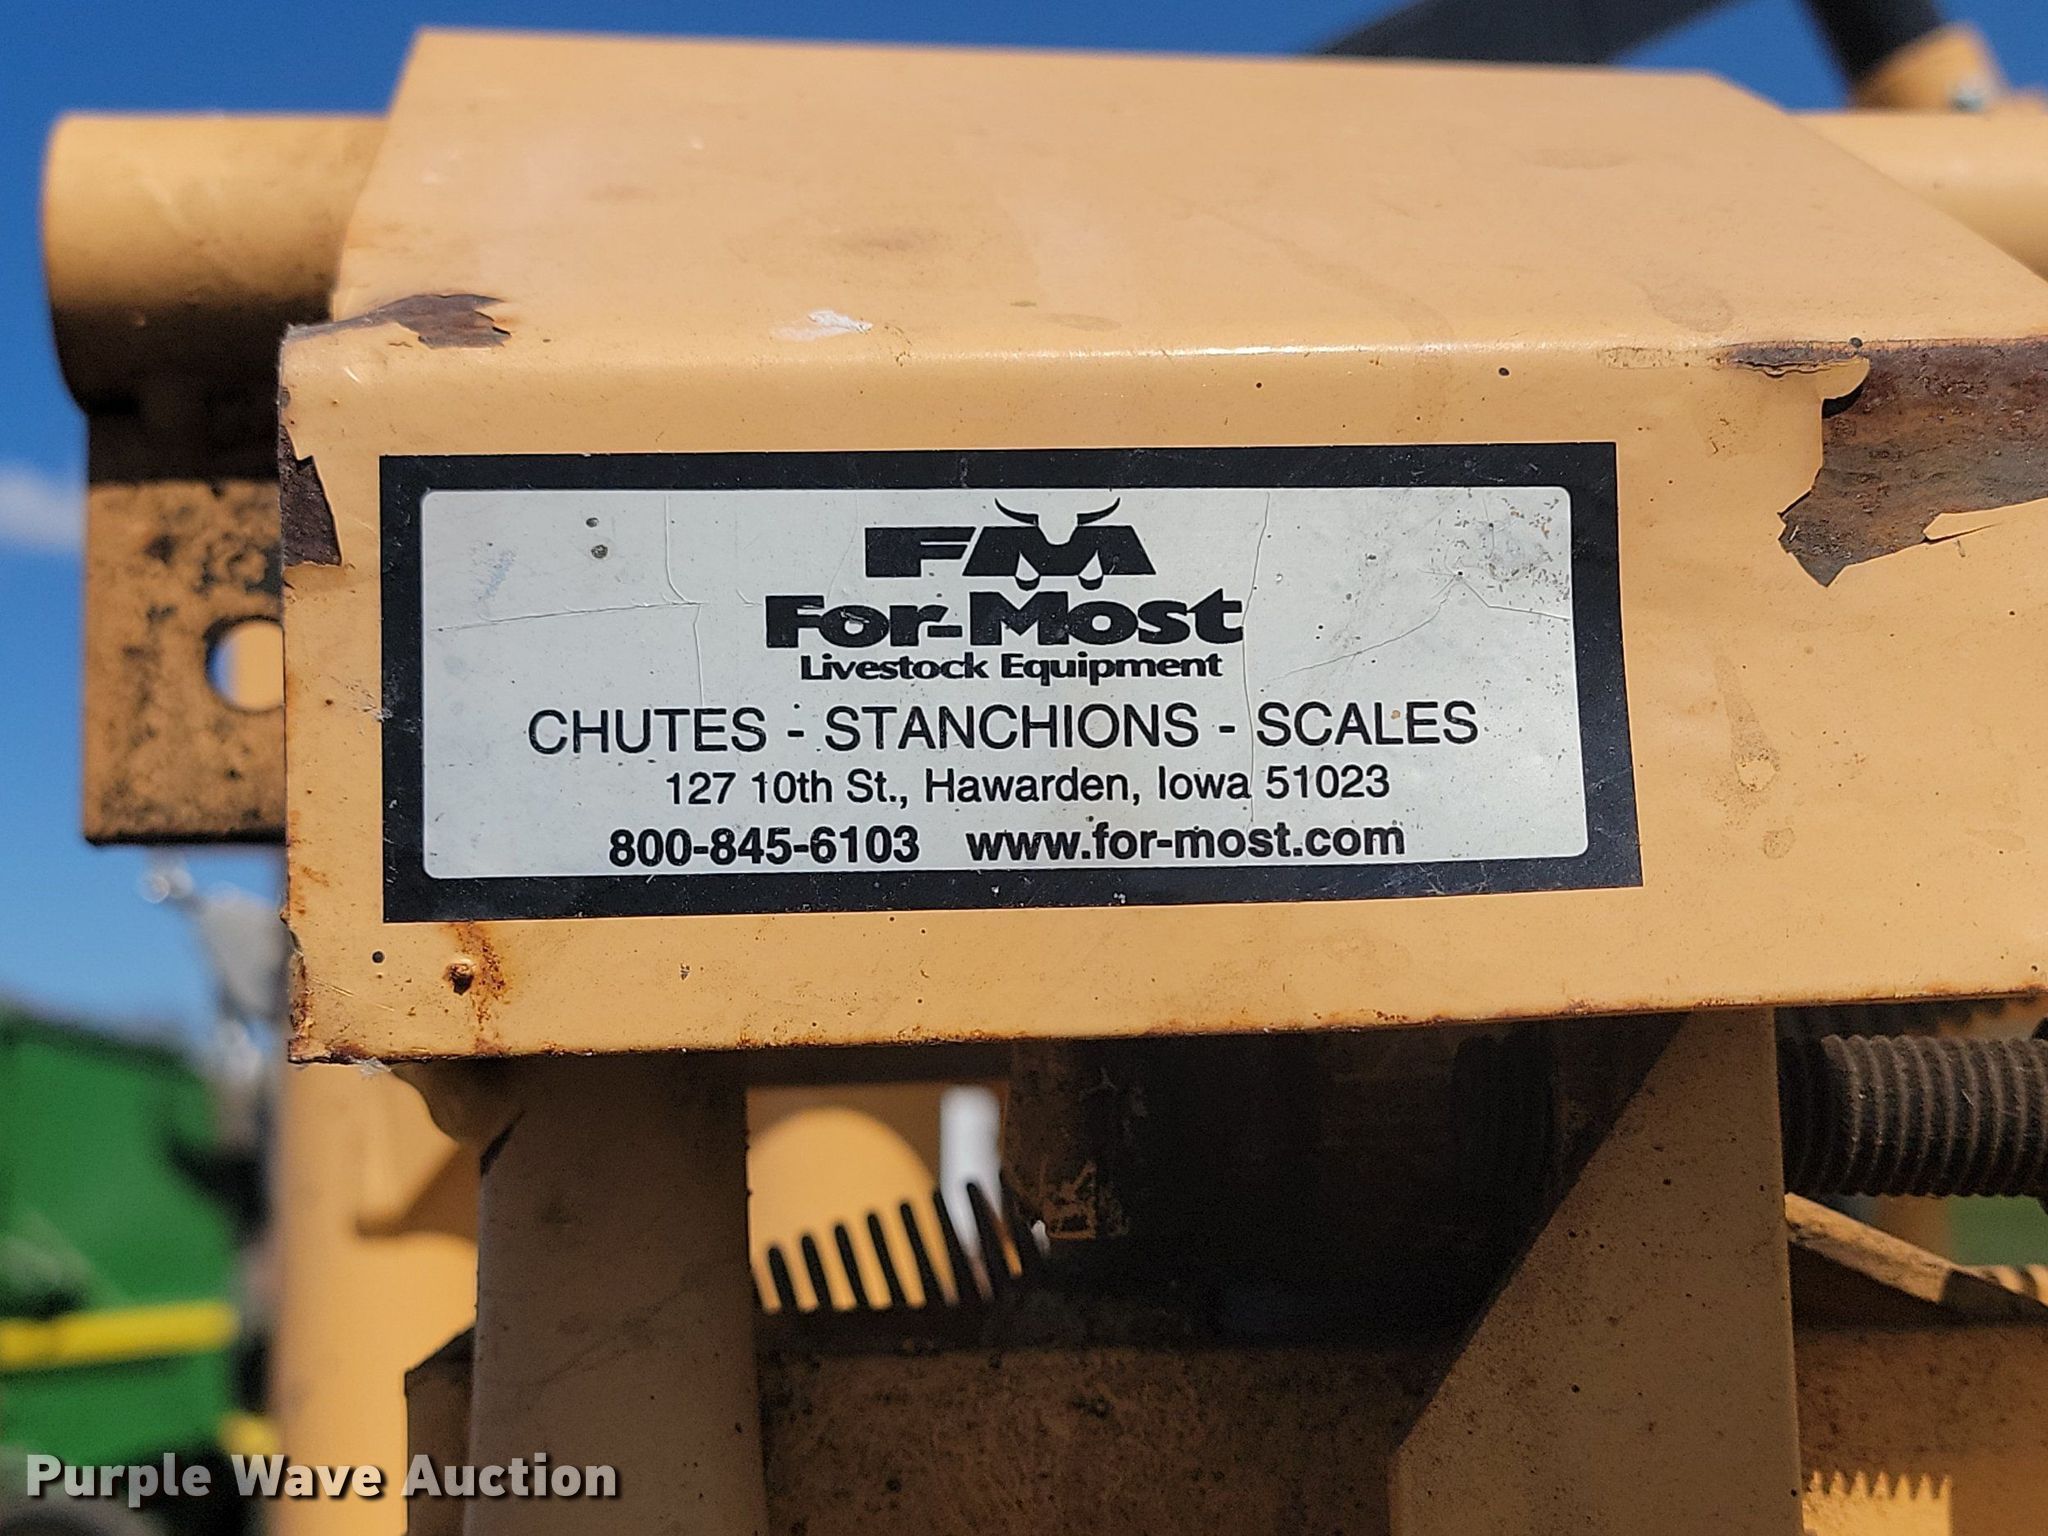 FM
For-Most
Livestock Equipment
CHUTES - STANCHIONS - SCALES
127 10th St., Hawarden, Iowa 51023
800-845-6103 www.for-most.com
Purple Wave Auction